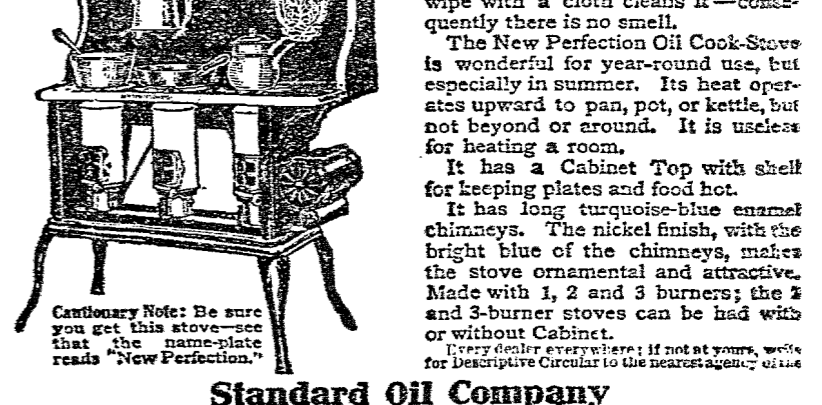 wipe with a cloth cleans it—conse-
quently there is no smell.
The New Perfection Oil Cook-Stove
is wonderful for year-round use, but
especially in summer. Its heat oper-
ates upward to pan, pot, or kettle, but
not beyond or around. It is useless
for heating a room.
It has a Cabinet Top with shelf
for keeping plates and food hot.
It has long turquoise-blue enamel
chimneys. The nickel finish, with the
bright blue of the chimneys, makes
the stove ornamental and attractive.
Made with 1, 2 and 3 burners; the 2
and 3-burner stoves can be had with
or without Cabinet.
Every dealer everywhere; if not at yours, write
for Descriptive Circular to the nearest agency of the
Cautionary Note: Be sure
you get this stove—see
that the name-plate
reads "New Perfection."
Standard Oil Company